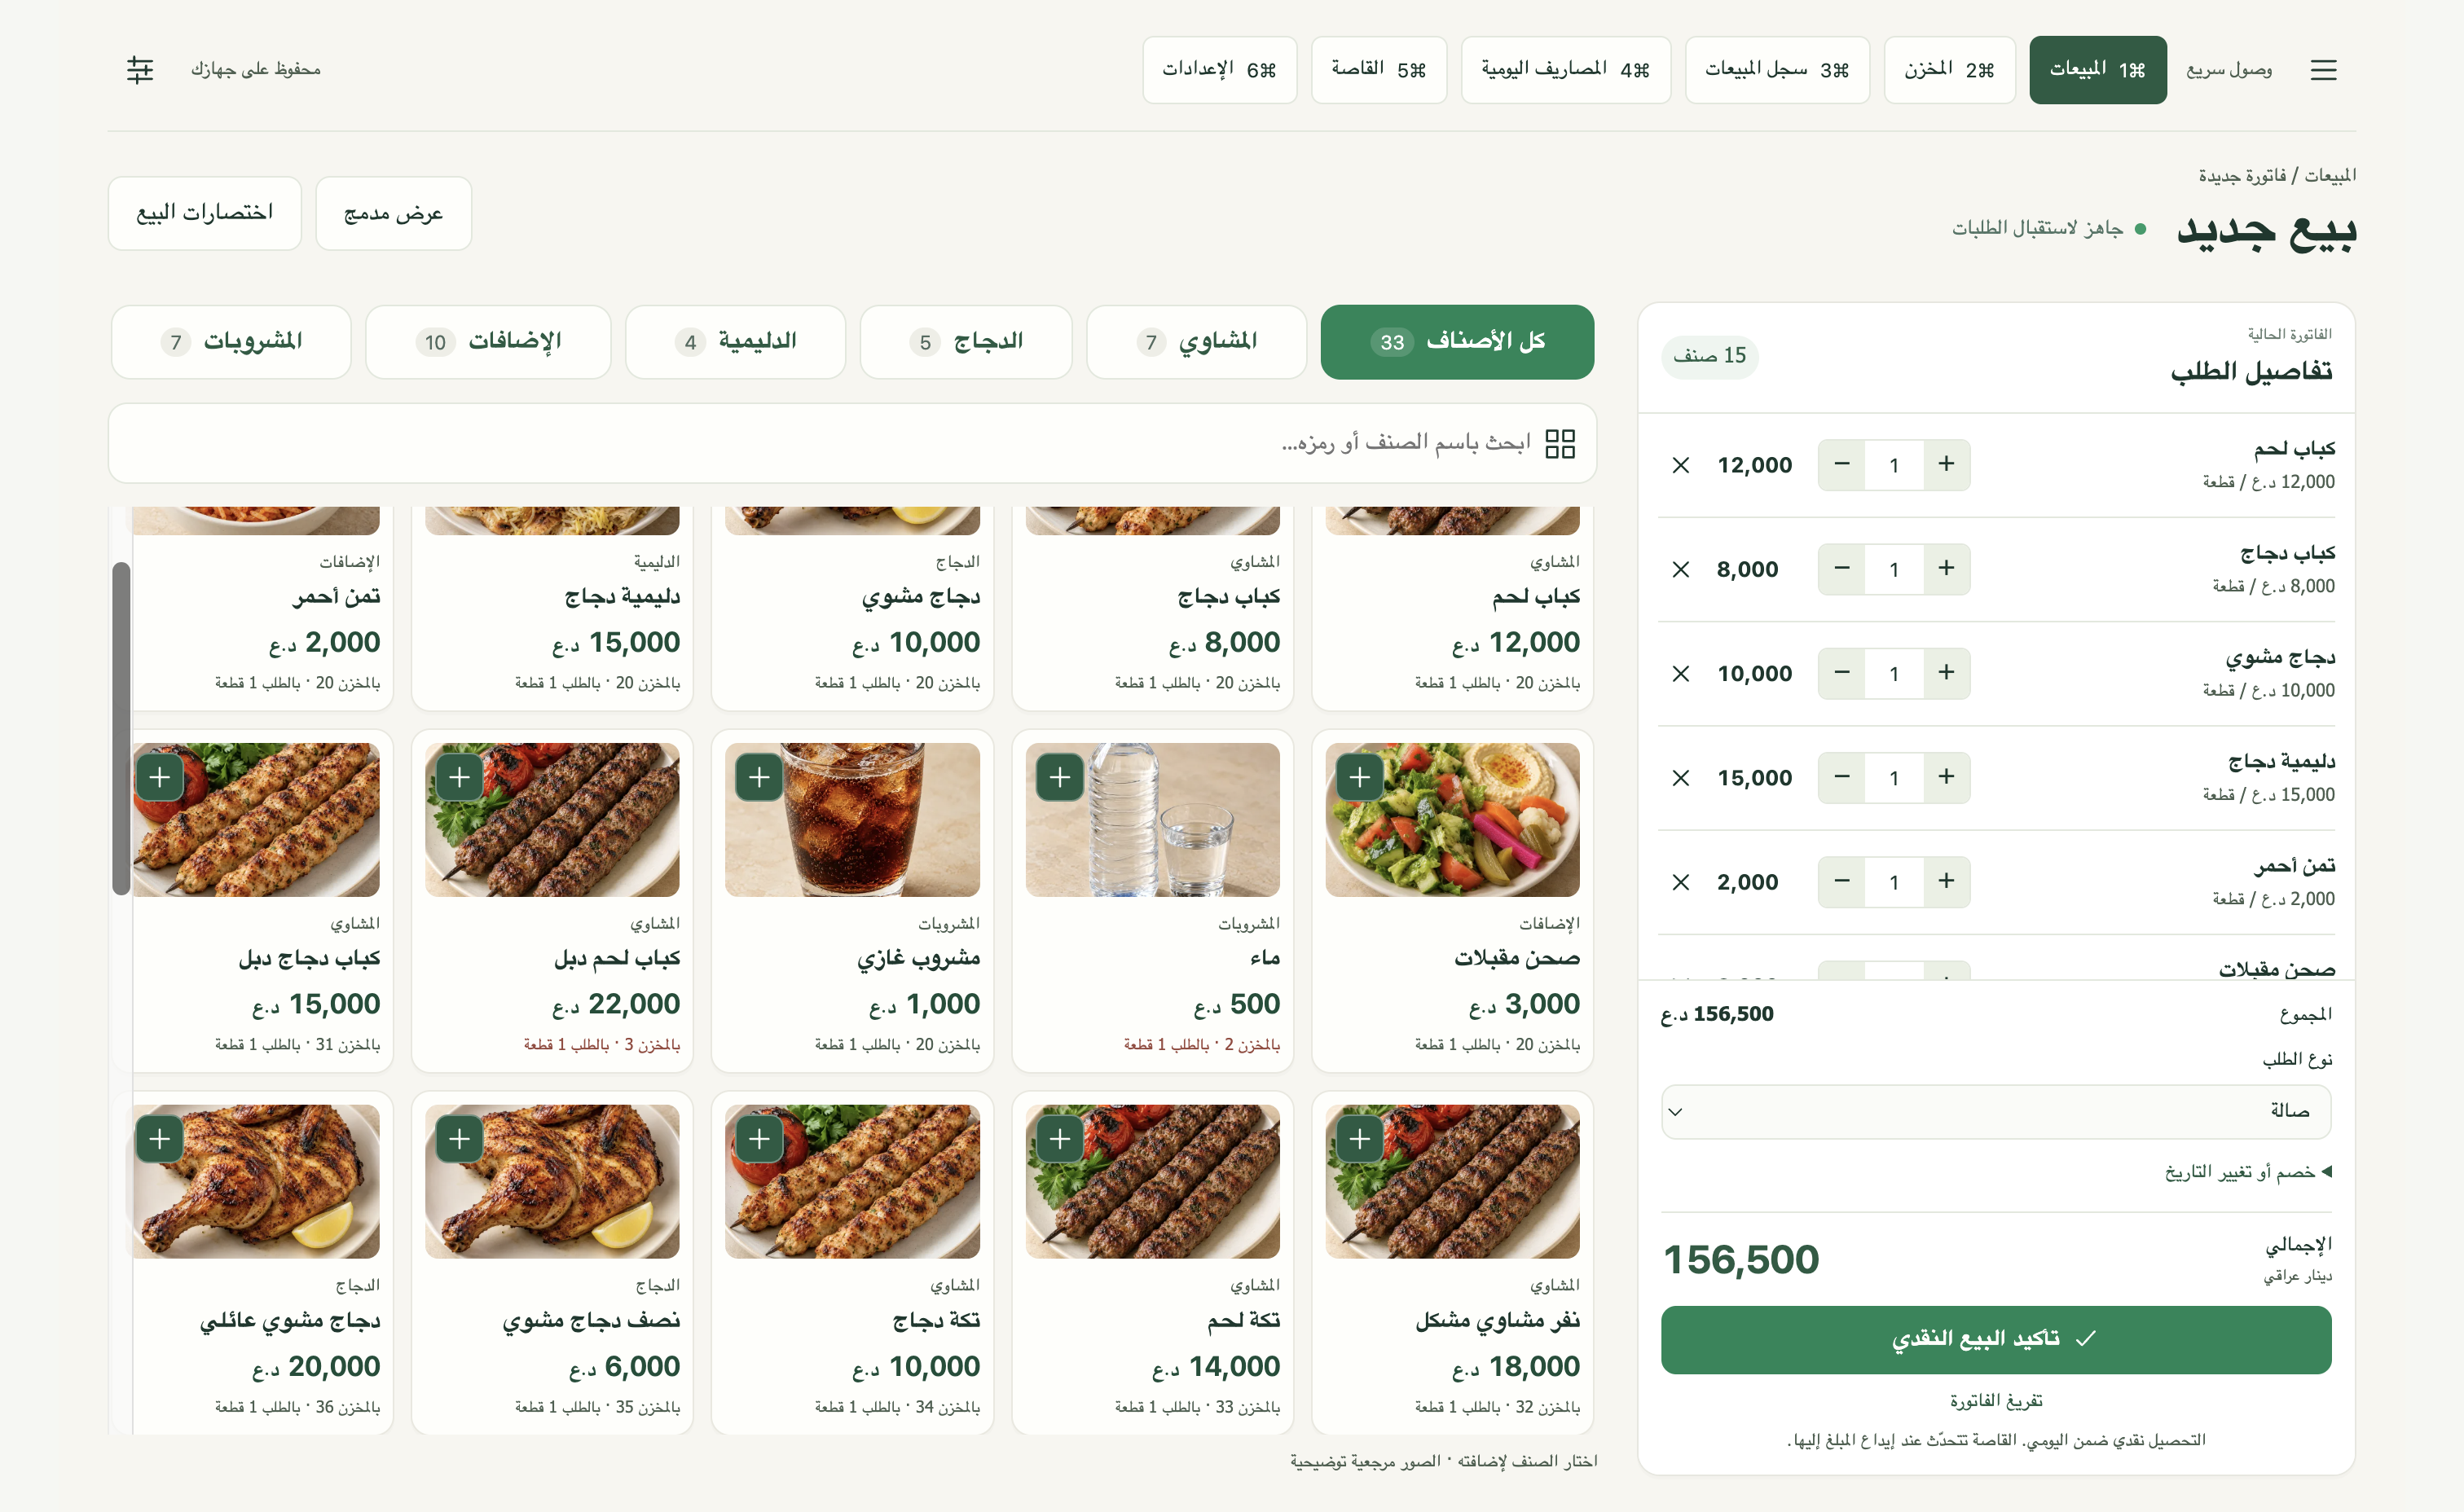 وصول سريع
⌘1 المبيعات
⌘2 المخزن
⌘3 سجل المبيعات
⌘4 المصاريف اليومية
⌘5 القاصة
⌘6 الإعدادات
محفوظ على جهازك
المبيعات / فاتورة جديدة
بيع جديد
جاهز لاستقبال الطلبات
عرض مدمج
اختصارات البيع
الفاتورة الحالية
تفاصيل الطلب
15 صنف
كباب لحم
12,000 د.ع / قطعة
+ 1 −
12,000 ×
كباب دجاج
8,000 د.ع / قطعة
+ 1 −
8,000 ×
دجاج مشوي
10,000 د.ع / قطعة
+ 1 −
10,000 ×
دليمية دجاج
15,000 د.ع / قطعة
+ 1 −
15,000 ×
تمن أحمر
2,000 د.ع / قطعة
+ 1 −
2,000 ×
صحن مقبلات
المجموع
156,500 د.ع
نوع الطلب
صالة
خصم أو تغيير التاريخ
الإجمالي
دينار عراقي
156,500
تأكيد البيع النقدي
تفريغ الفاتورة
التحصيل نقدي ضمن اليومي. القاصة تتحدّث عند إيداع المبلغ إليها.
كل الأصناف 33
المشاوي 7
الدجاج 5
الدليمية 4
الإضافات 10
المشروبات 7
ابحث باسم الصنف أو رمزه...
المشاوي
كباب لحم
12,000 د.ع
بالمخزن 20 · بالطلب 1 قطعة
المشاوي
كباب دجاج
8,000 د.ع
بالمخزن 20 · بالطلب 1 قطعة
الدجاج
دجاج مشوي
10,000 د.ع
بالمخزن 20 · بالطلب 1 قطعة
الدليمية
دليمية دجاج
15,000 د.ع
بالمخزن 20 · بالطلب 1 قطعة
الإضافات
تمن أحمر
2,000 د.ع
بالمخزن 20 · بالطلب 1 قطعة
الإضافات
صحن مقبلات
3,000 د.ع
بالمخزن 20 · بالطلب 1 قطعة
المشروبات
ماء
500 د.ع
بالمخزن 2 · بالطلب 1 قطعة
المشروبات
مشروب غازي
1,000 د.ع
بالمخزن 20 · بالطلب 1 قطعة
المشاوي
كباب لحم دبل
22,000 د.ع
بالمخزن 3 · بالطلب 1 قطعة
المشاوي
كباب دجاج دبل
15,000 د.ع
بالمخزن 31 · بالطلب 1 قطعة
المشاوي
نفر مشاوي مشكل
18,000 د.ع
بالمخزن 32 · بالطلب 1 قطعة
المشاوي
تكة لحم
14,000 د.ع
بالمخزن 33 · بالطلب 1 قطعة
المشاوي
تكة دجاج
10,000 د.ع
بالمخزن 34 · بالطلب 1 قطعة
الدجاج
نصف دجاج مشوي
6,000 د.ع
بالمخزن 35 · بالطلب 1 قطعة
الدجاج
دجاج مشوي عائلي
20,000 د.ع
بالمخزن 36 · بالطلب 1 قطعة
اختار الصنف لإضافته · الصور مرجعية توضيحية